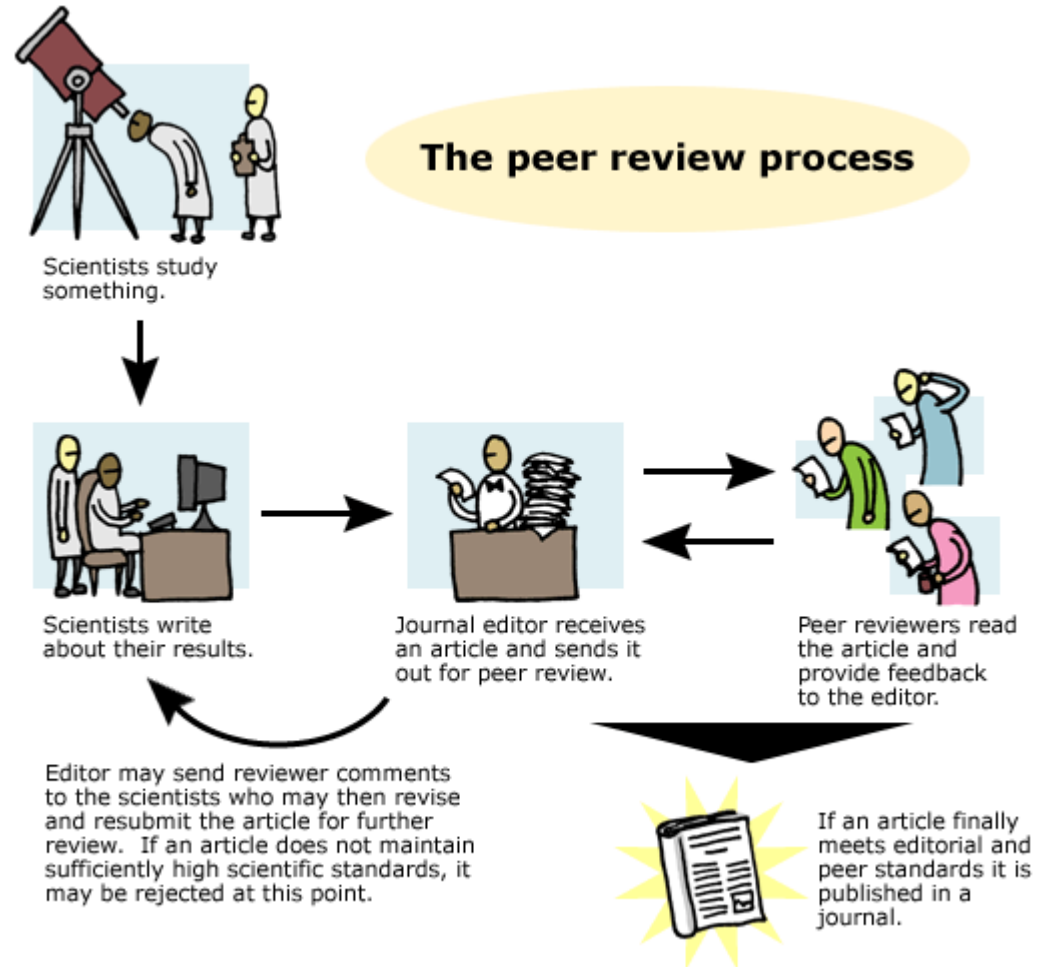 The peer review process
Scientists study
something.
Scientists write
about their results.
Journal editor receives
an article and sends it
out for peer review.
Peer reviewers read
the article and
provide feedback
to the editor.
Editor may send reviewer comments
to the scientists who may then revise
and resubmit the article for further
review.  If an article does not maintain
sufficiently high scientific standards, it
may be rejected at this point.
If an article finally
meets editorial and
peer standards it is
published in a
journal.